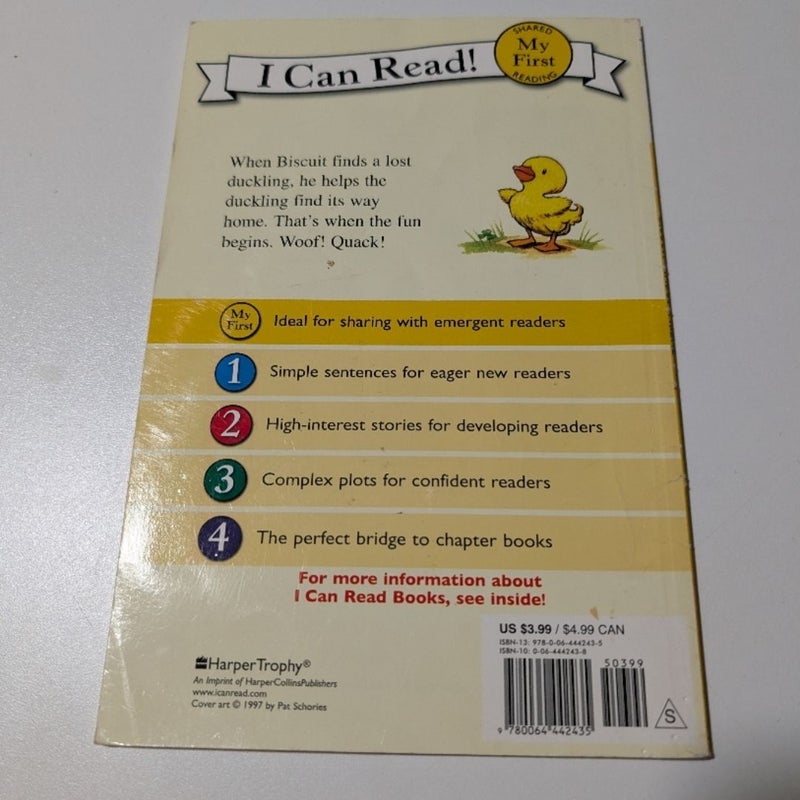 I Can Read!
SHARED
My
First
READING
When Biscuit finds a lost
duckling, he helps the
duckling find its way
home. That's when the fun
begins. Woof! Quack!
My
First
Ideal for sharing with emergent readers
1 Simple sentences for eager new readers
2 High-interest stories for developing readers
3 Complex plots for confident readers
4 The perfect bridge to chapter books
For more information about
I Can Read Books, see inside!
US $3.99 / $4.99 CAN
ISBN-13: 978-0-06-444243-5
ISBN-10: 0-06-444243-8
50399
9 780064 442435
S
HarperTrophy®
An Imprint of HarperCollinsPublishers
www.icanread.com
Cover art © 1997 by Pat Schories